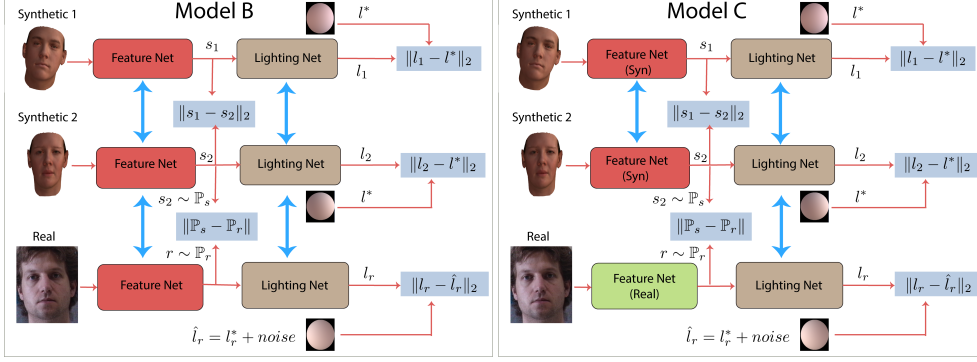 Model B
Synthetic 1
Feature Net
s₁
Lighting Net
l*
l₁
‖l₁ − l*‖₂
‖s₁ − s₂‖₂
Synthetic 2
Feature Net
s₂
Lighting Net
l₂
‖l₂ − l*‖₂
l*
s₂ ∼ ℙₛ
‖ℙₛ − ℙᵣ‖
r ∼ ℙᵣ
Real
Feature Net
Lighting Net
lᵣ
‖lᵣ − l̂ᵣ‖₂
l̂ᵣ = lᵣ* + noise
Model C
Synthetic 1
Feature Net
(Syn)
s₁
Lighting Net
l*
l₁
‖l₁ − l*‖₂
‖s₁ − s₂‖₂
Synthetic 2
Feature Net
(Syn)
s₂
Lighting Net
l₂
‖l₂ − l*‖₂
l*
s₂ ∼ ℙₛ
‖ℙₛ − ℙᵣ‖
r ∼ ℙᵣ
Real
Feature Net
(Real)
Lighting Net
lᵣ
‖lᵣ − l̂ᵣ‖₂
l̂ᵣ = lᵣ* + noise